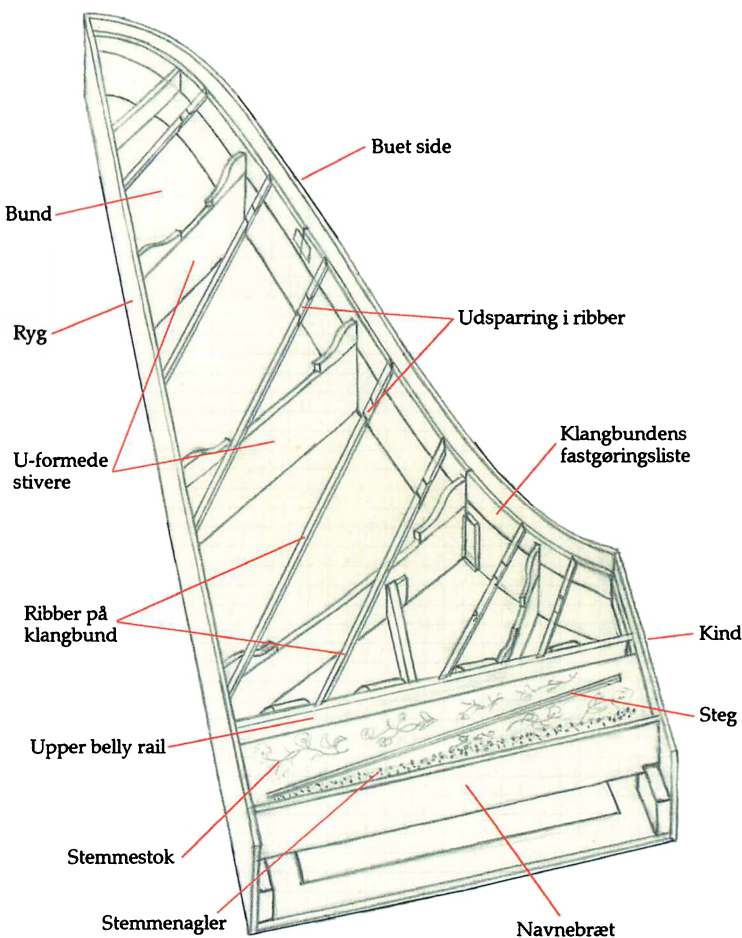 Buet side
Bund
Udsparring i ribber
Ryg
Klangbundens
fastgøringsliste
U-formede
stivere
Ribber på
klangbund
Kind
Steg
Upper belly rail
Stemmestok
Stemmenagler
Navnebræt